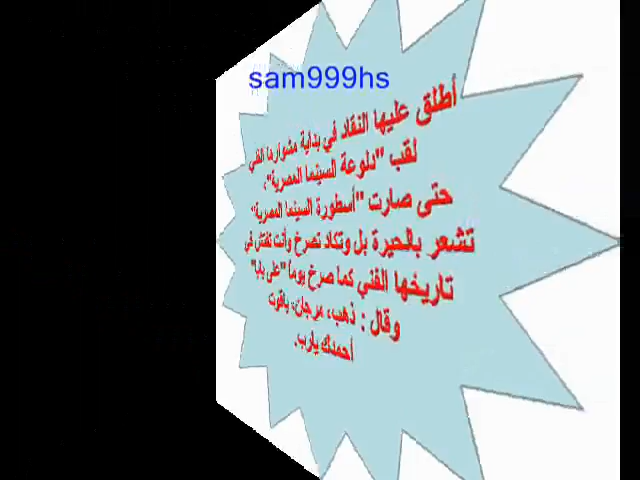 sam999hs
أطلق عليها النقاد في بداية مشوارها الفني
لقب "دلوعة السينما المصرية"،
حتى صارت "أسطورة السينما المصرية"
تشعر بالحيرة بل وتكاد تصرخ وأنت تفتش في
تاريخها الفني كما صرخ يوماً "على بابا"
وقال : ذهب، مرجان، ياقوت
أحمدك يارب.